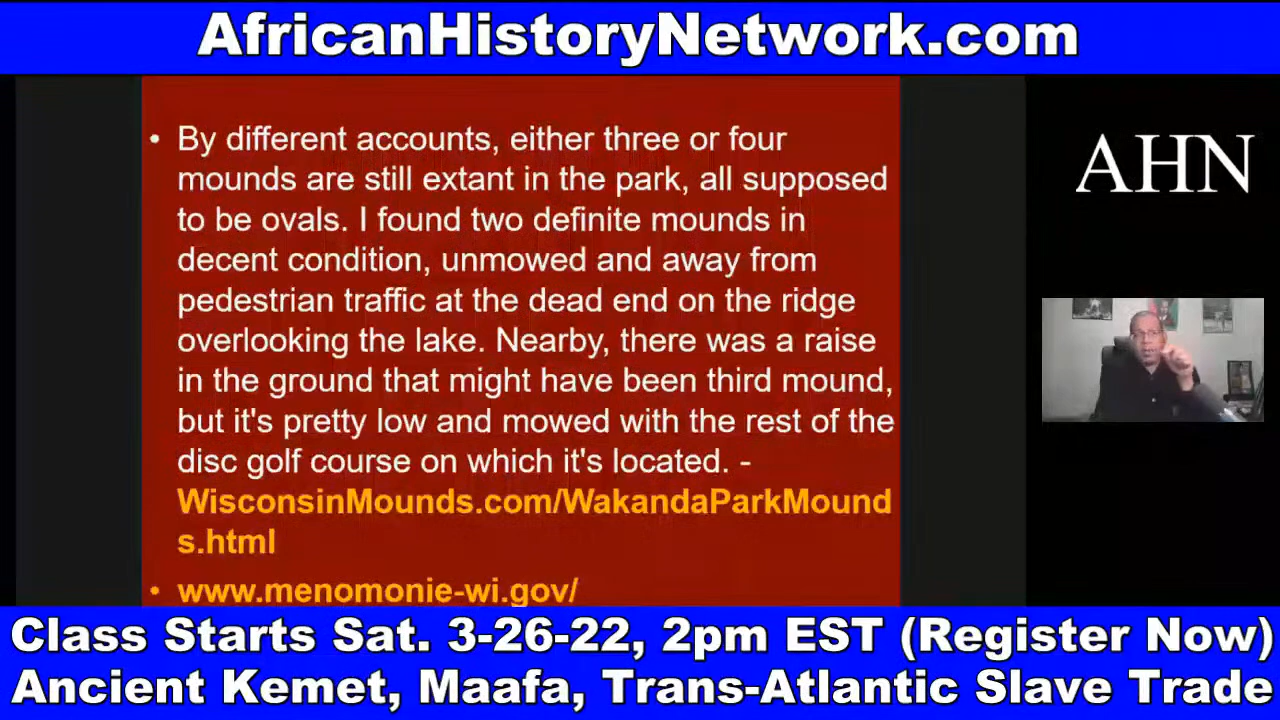 AfricanHistoryNetwork.com
• By different accounts, either three or four
mounds are still extant in the park, all supposed
to be ovals. I found two definite mounds in
decent condition, unmowed and away from
pedestrian traffic at the dead end on the ridge
overlooking the lake. Nearby, there was a raise
in the ground that might have been third mound,
but it's pretty low and mowed with the rest of the
disc golf course on which it's located. -
WisconsinMounds.com/WakandaParkMound
s.html
• www.menomonie-wi.gov/
AHN
Class Starts Sat. 3-26-22, 2pm EST (Register Now)
Ancient Kemet, Maafa, Trans-Atlantic Slave Trade